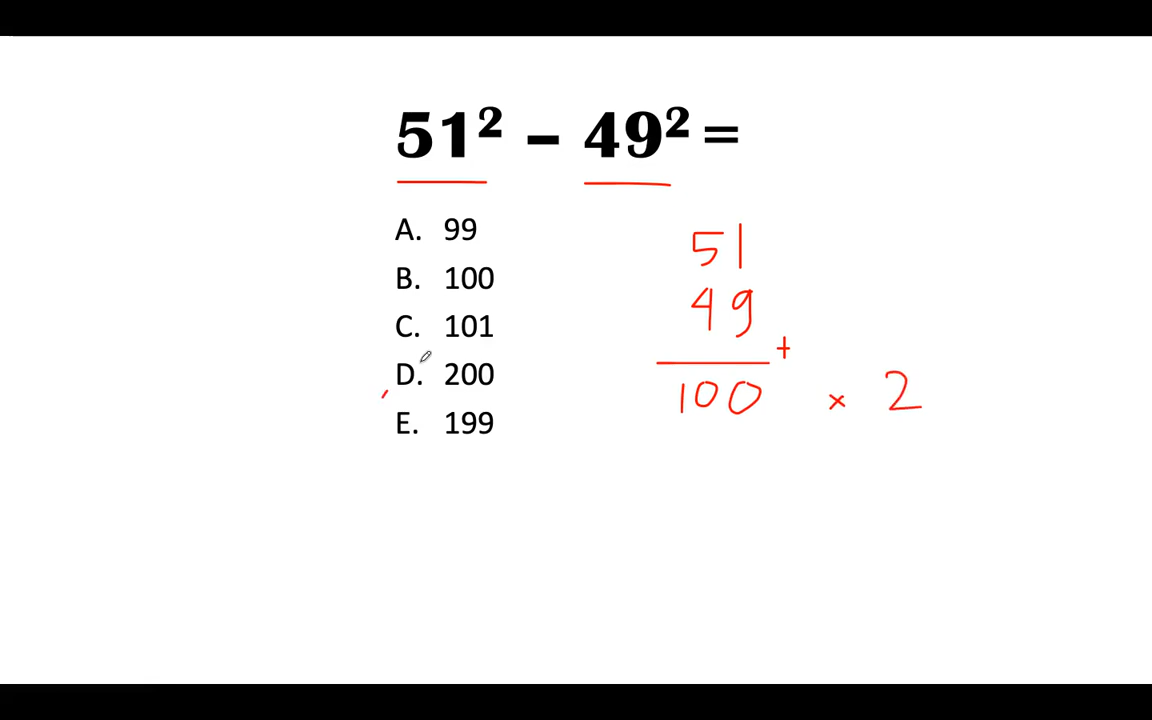 51² – 49² =
A. 99
B. 100
C. 101
D. 200
E. 199
51
49
+
100 × 2